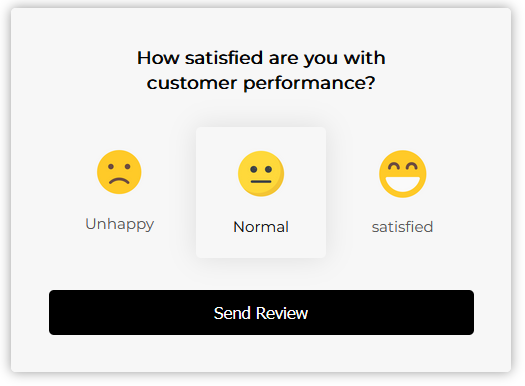 How satisfied are you with
customer performance?
Unhappy
Normal
satisfied
Send Review